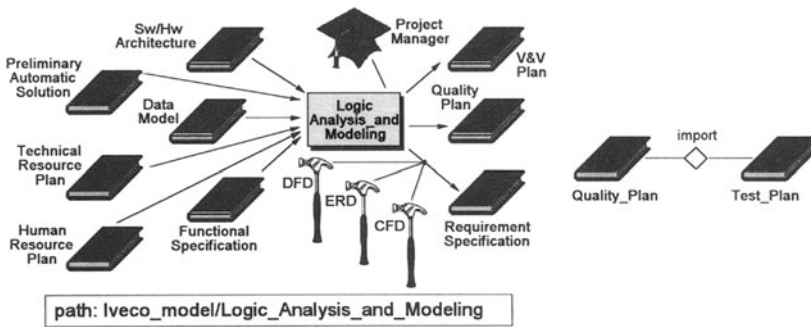 Sw/Hw
Architecture
Project
Manager
V&V
Plan
Preliminary
Automatic
Solution
Data
Model
Logic
Analysis_and
Modeling
Quality
Plan
Technical
Resource
Plan
Human
Resource
Plan
Functional
Specification
DFD
ERD
CFD
Requirement
Specification
import
Quality_Plan
Test_Plan
path: Iveco_model/Logic_Analysis_and_Modeling